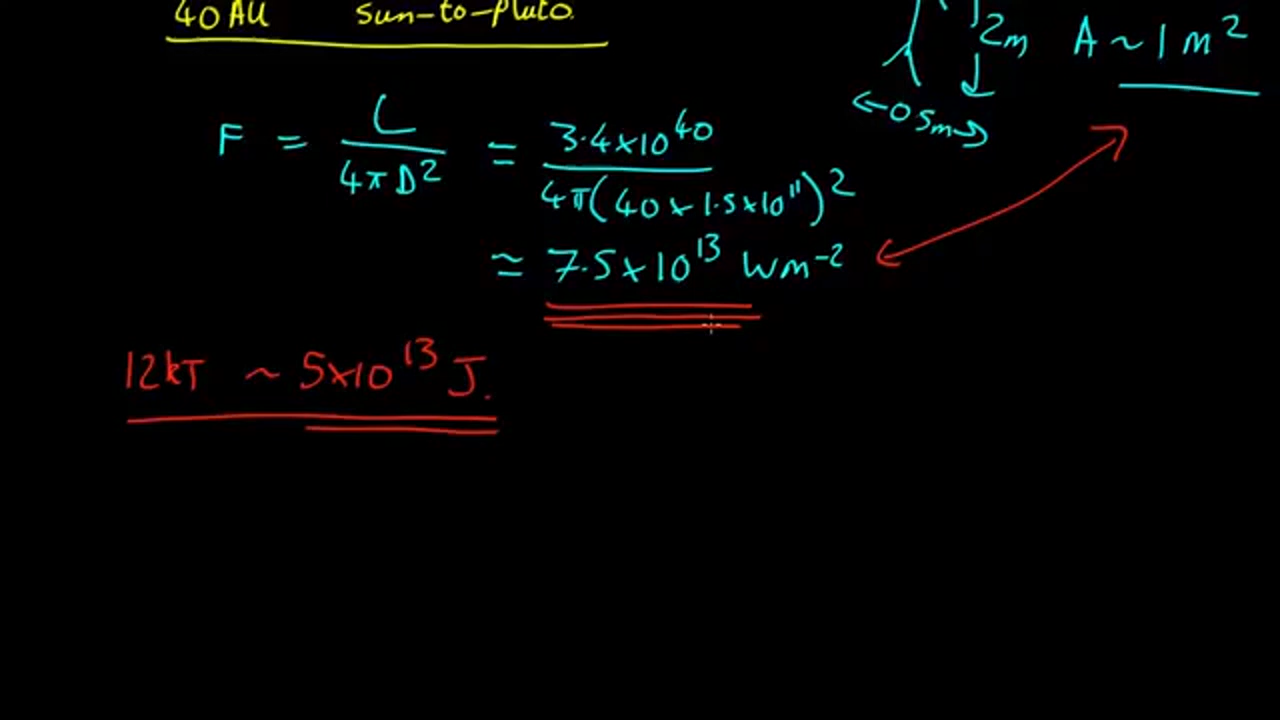 40 AU sun-to-pluto.
2m A ~ 1 m²
←0.5m→
F = L / 4πD² = 3.4×10⁴⁰ / 4π(40 × 1.5×10¹¹)²
≈ 7.5×10¹³ Wm⁻²
12kT ~ 5×10¹³ J.